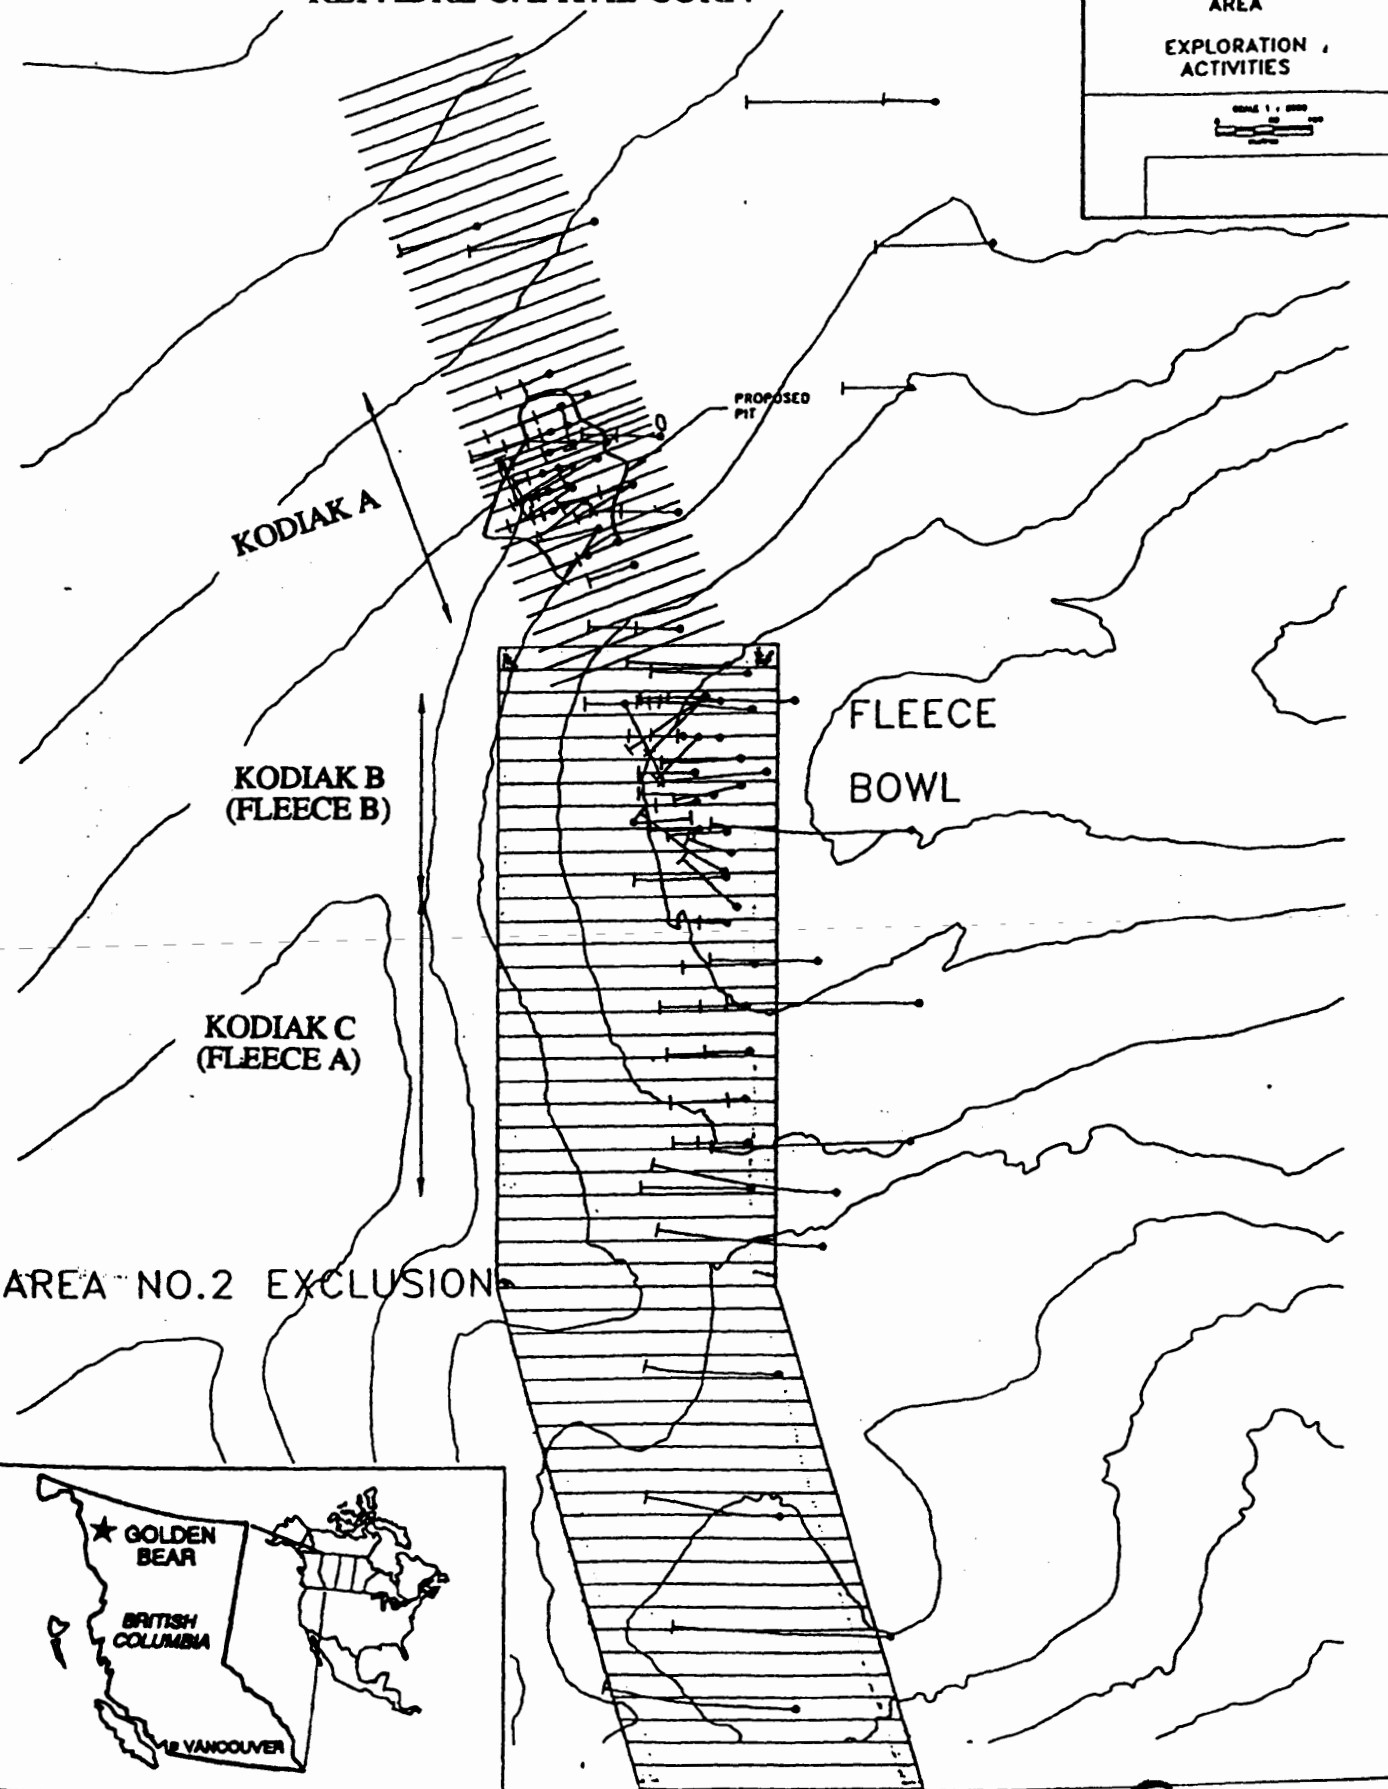 AREA
EXPLORATION
ACTIVITIES
PROPOSED
PIT
KODIAK A
FLEECE
BOWL
KODIAK B
(FLEECE B)
KODIAK C
(FLEECE A)
AREA NO.2 EXCLUSION
GOLDEN
BEAR
BRITISH
COLUMBIA
VANCOUVER